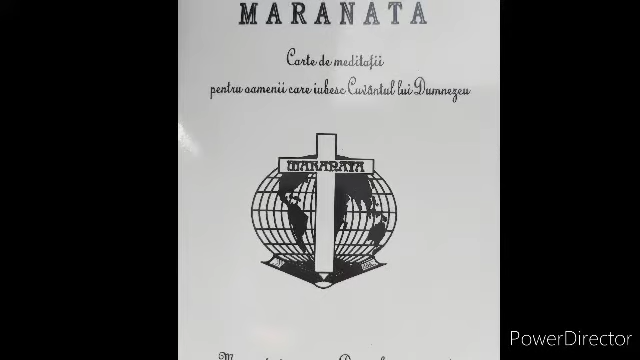 MARANATA
Carte de meditații
pentru oamenii care iubesc Cuvântul lui Dumnezeu
MARANATA
PowerDirector